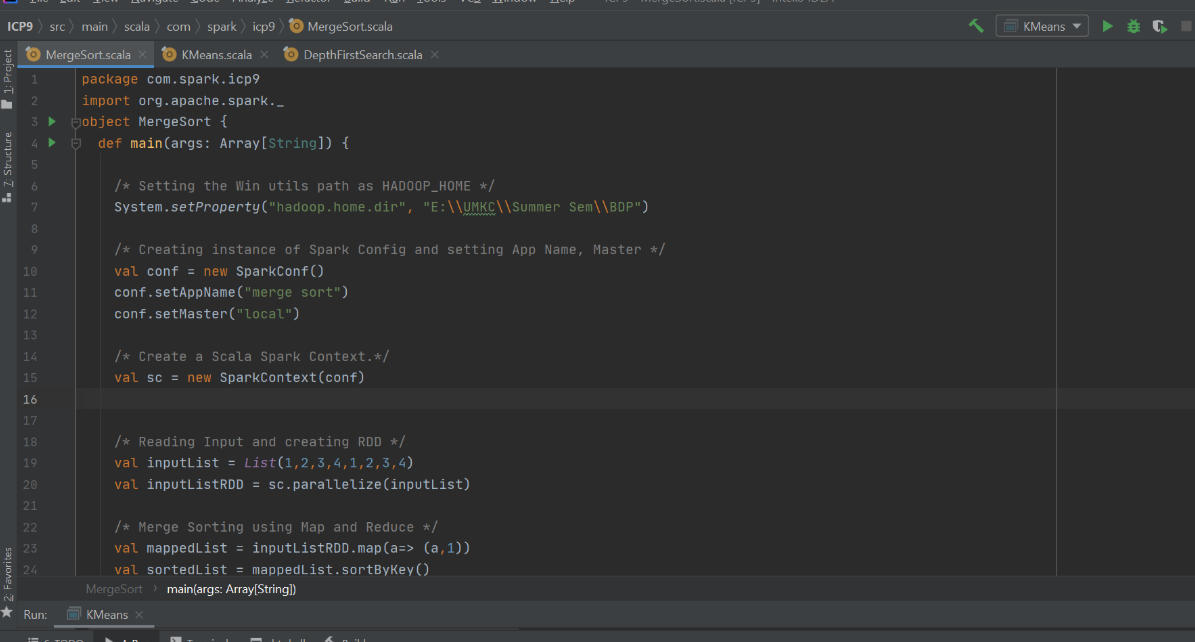 ICP9 src main scala com spark icp9 MergeSort.scala KMeans
MergeSort.scala KMeans.scala DepthFirstSearch.scala
1: Project
7: Structure
2: Favorites
1 package com.spark.icp9
2 import org.apache.spark._
3 object MergeSort {
4 def main(args: Array[String]) {
5
6 /* Setting the Win utils path as HADOOP_HOME */
7 System.setProperty("hadoop.home.dir", "E:\\UMKC\\Summer Sem\\BDP")
8
9 /* Creating instance of Spark Config and setting App Name, Master */
10 val conf = new SparkConf()
11 conf.setAppName("merge sort")
12 conf.setMaster("local")
13
14 /* Create a Scala Spark Context.*/
15 val sc = new SparkContext(conf)
16
17
18 /* Reading Input and creating RDD */
19 val inputList = List(1,2,3,4,1,2,3,4)
20 val inputListRDD = sc.parallelize(inputList)
21
22 /* Merge Sorting using Map and Reduce */
23 val mappedList = inputListRDD.map(a=> (a,1))
24 val sortedList = mappedList.sortByKey()
MergeSort main(args: Array[String])
Run: KMeans